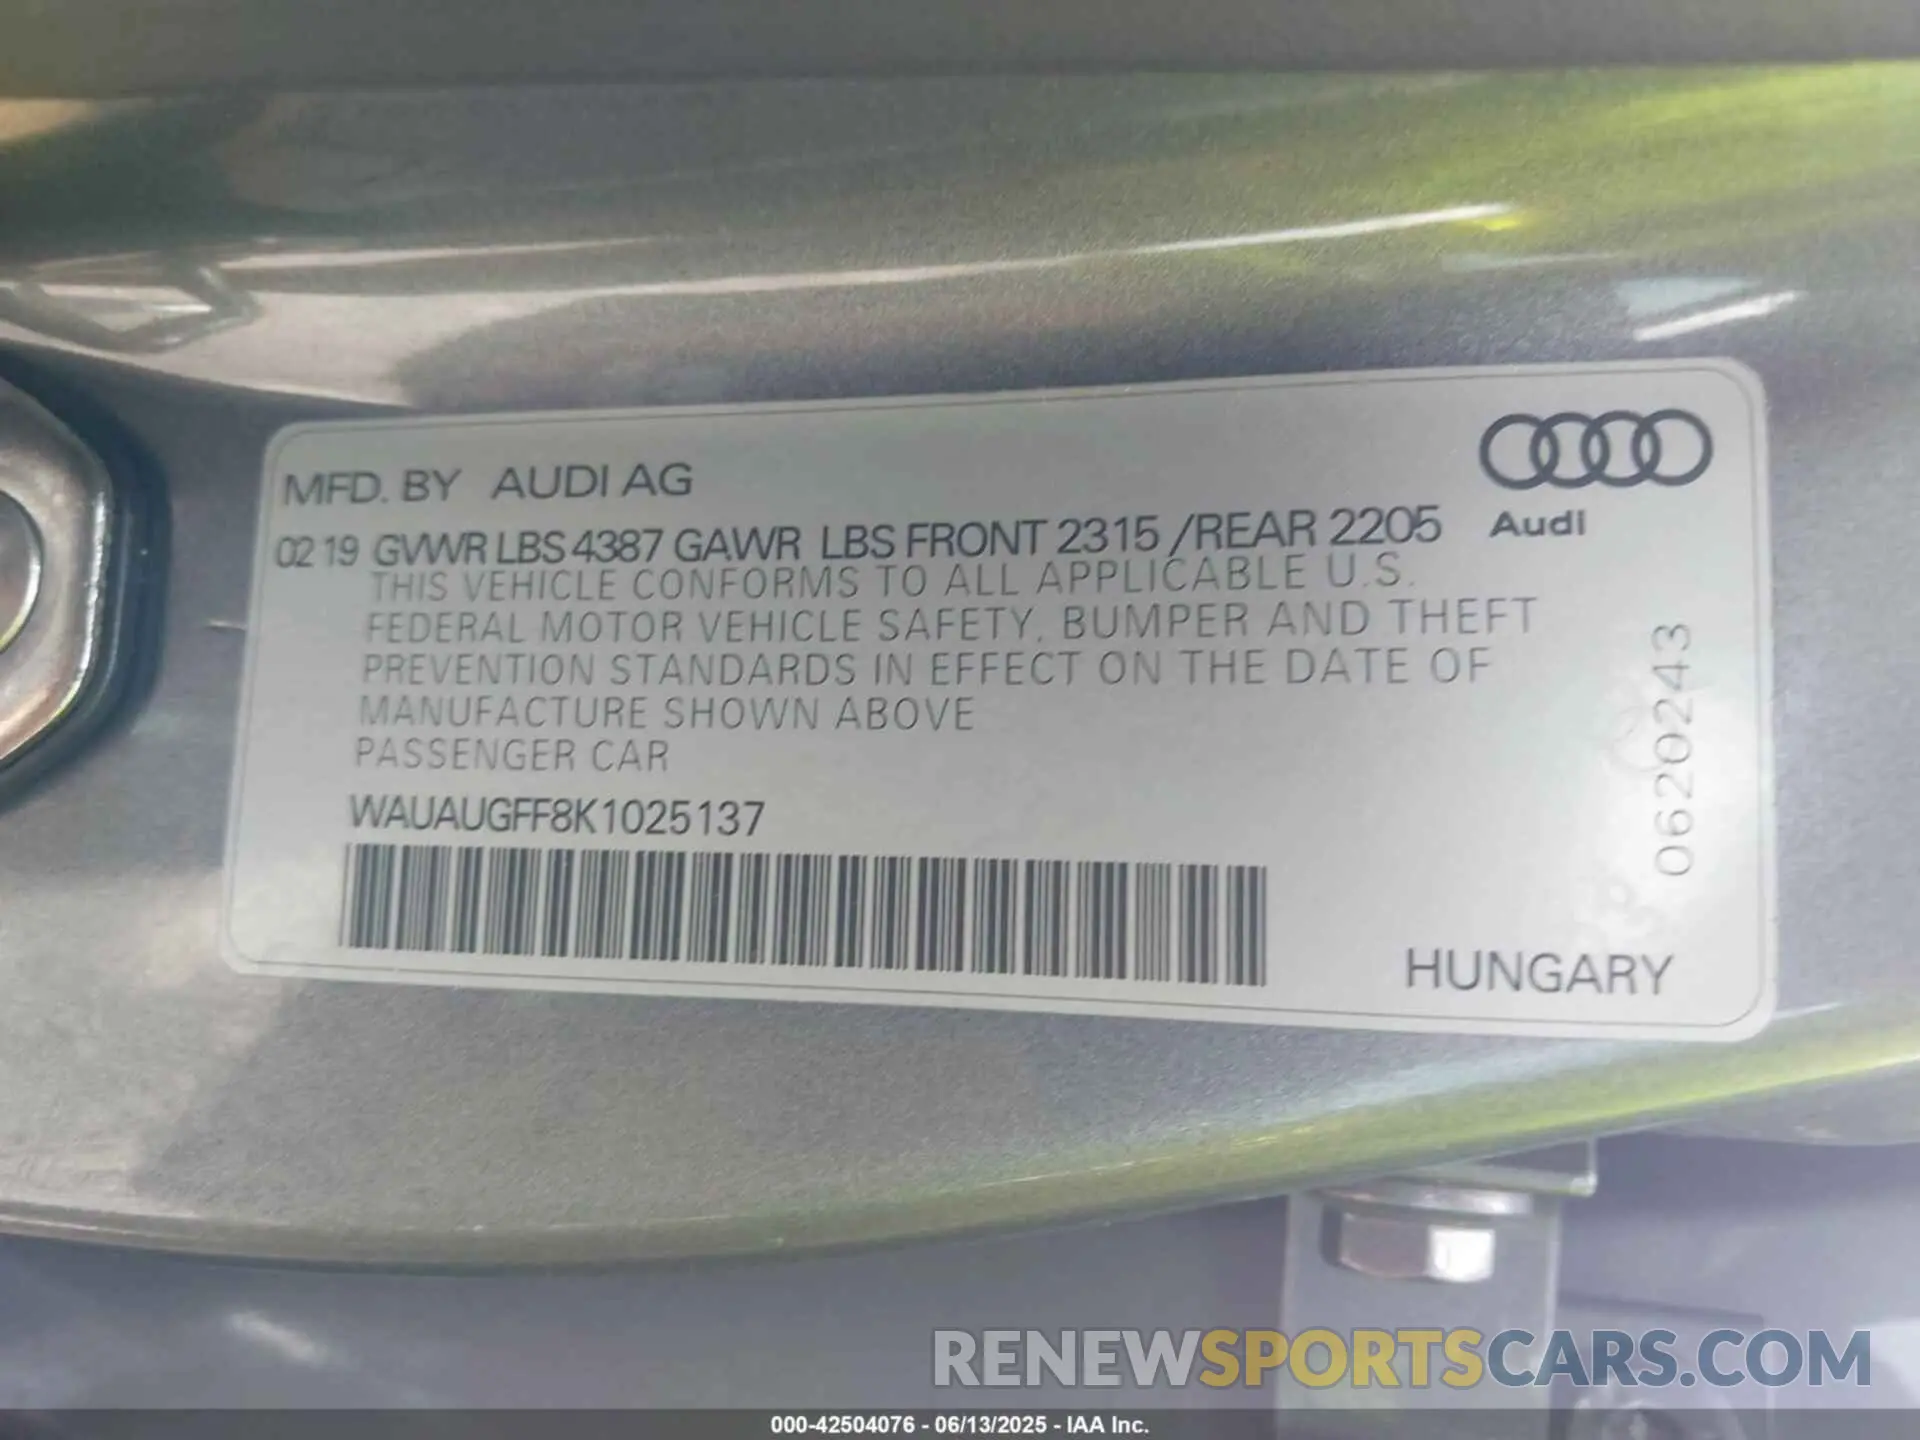 MFD. BY AUDI AG
02 19 GVWR LBS 4387 GAWR LBS FRONT 2315 /REAR 2205
Audi
THIS VEHICLE CONFORMS TO ALL APPLICABLE U.S.
FEDERAL MOTOR VEHICLE SAFETY, BUMPER AND THEFT
PREVENTION STANDARDS IN EFFECT ON THE DATE OF
MANUFACTURE SHOWN ABOVE
PASSENGER CAR
WAUAUGFF8K1025137
0620243
HUNGARY
RENEWSPORTSCARS.COM
000-42504076 - 06/13/2025 - IAA Inc.